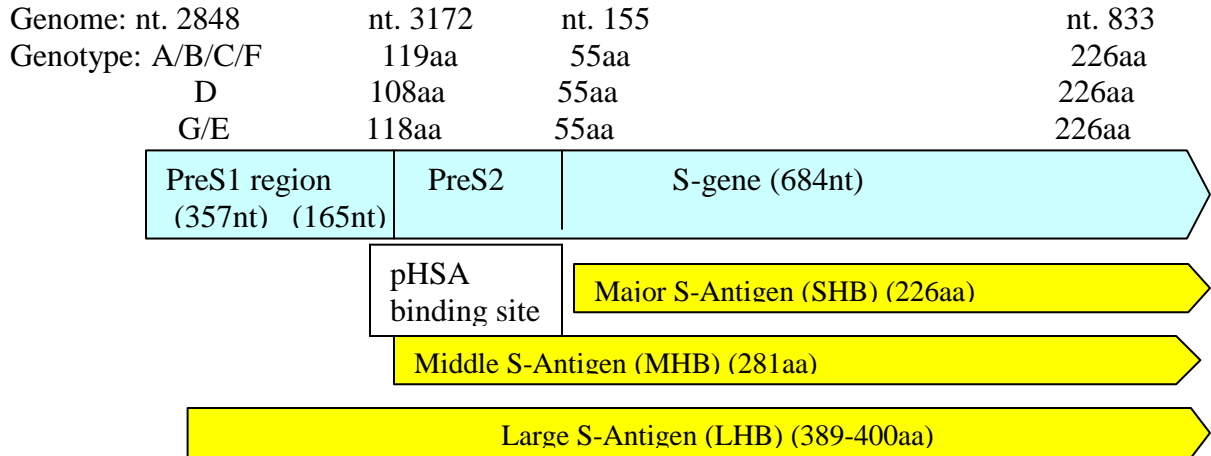 Genome: nt. 2848 nt. 3172 nt. 155 nt. 833
Genotype: A/B/C/F 119aa 55aa 226aa
D 108aa 55aa 226aa
G/E 118aa 55aa 226aa
PreS1 region PreS2 S-gene (684nt)
(357nt) (165nt)
pHSA
binding site
Major S-Antigen (SHB) (226aa)
Middle S-Antigen (MHB) (281aa)
Large S-Antigen (LHB) (389-400aa)